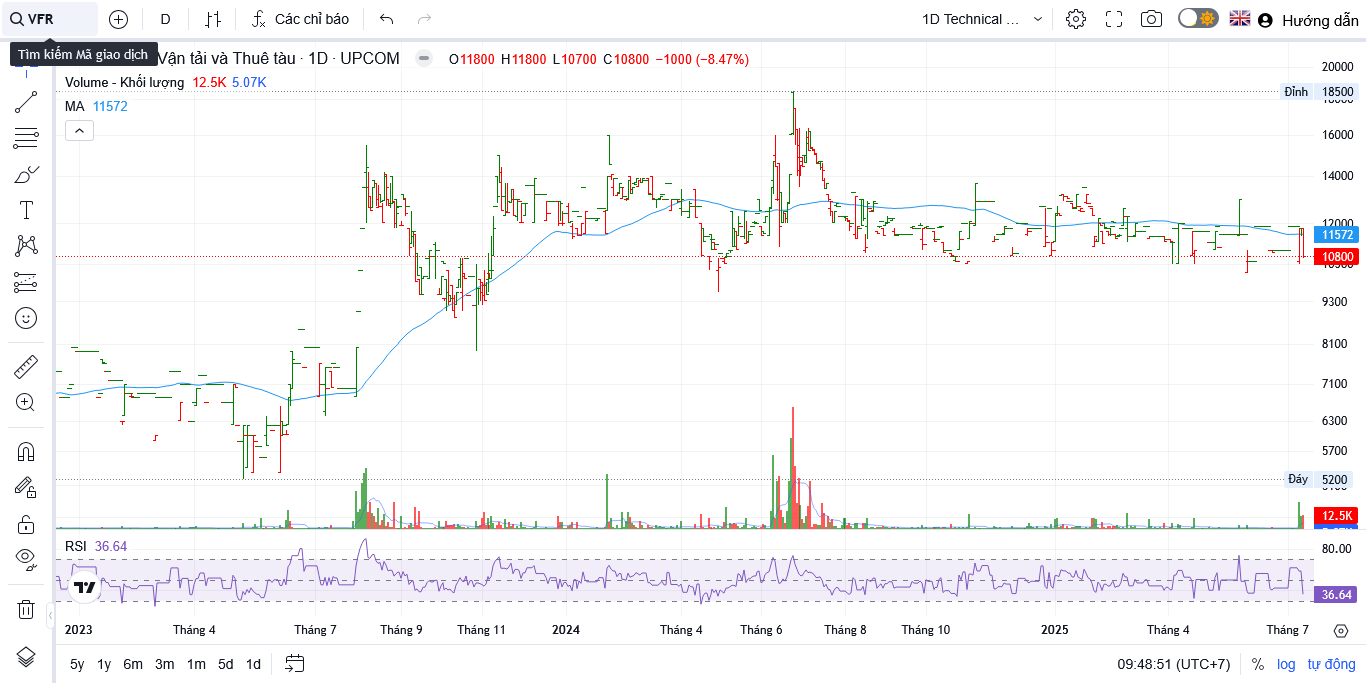 VFR
D
Các chỉ báo
1D Technical ...
Hướng dẫn
Tìm kiếm Mã giao dịch
Vận tải và Thuê tàu · 1D · UPCOM
O11800 H11800 L10700 C10800 −1000 (−8.47%)
Volume - Khối lượng 12.5K 5.07K
MA 11572
20000
Đỉnh 18500
16000
14000
12000
11572
10800
9300
8100
7100
6300
5700
Đáy 5200
12.5K
RSI 36.64
80.00
36.64
2023 Tháng 4 Tháng 7 Tháng 9 Tháng 11 2024 Tháng 4 Tháng 6 Tháng 8 Tháng 10 2025 Tháng 4 Tháng 7
5y 1y 6m 3m 1m 5d 1d
09:48:51 (UTC+7) % log tự động